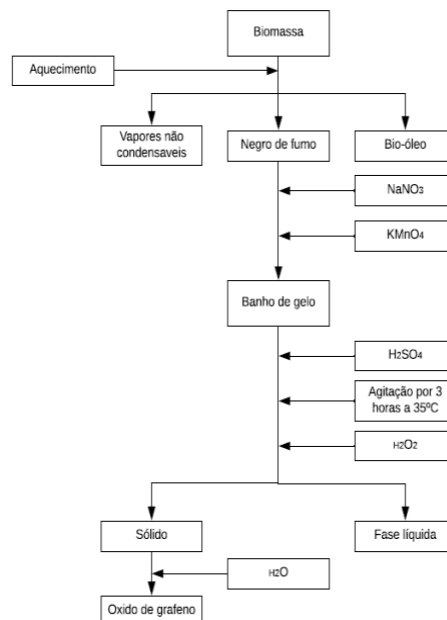 Biomassa
Aquecimento
Vapores não
condensaveis
Negro de fumo
Bio-óleo
NaNO3
KMnO4
Banho de gelo
H2SO4
Agitação por 3
horas a 35ºC
H2O2
Sólido
Fase líquida
H2O
Oxido de grafeno